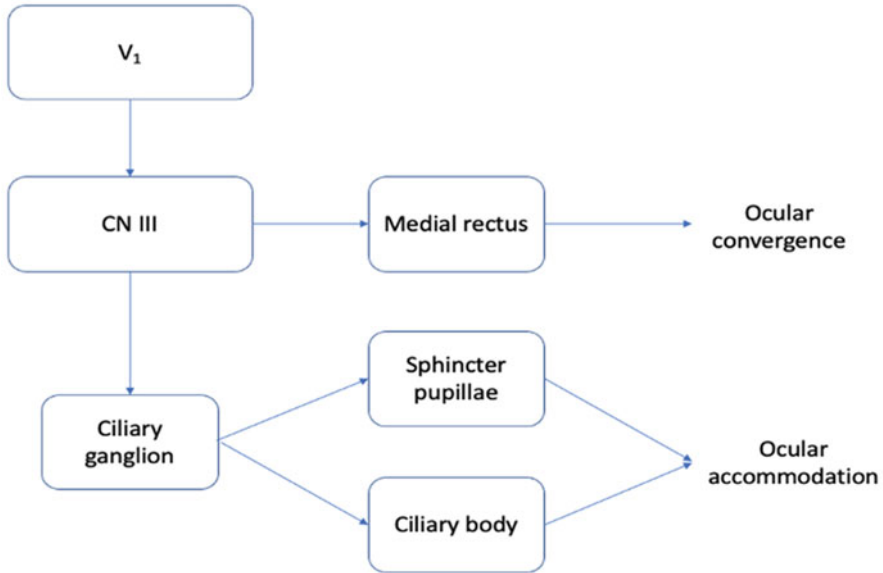 V₁
CN III
Medial rectus
Ocular
convergence
Sphincter
pupillae
Ciliary
ganglion
Ocular
accommodation
Ciliary body